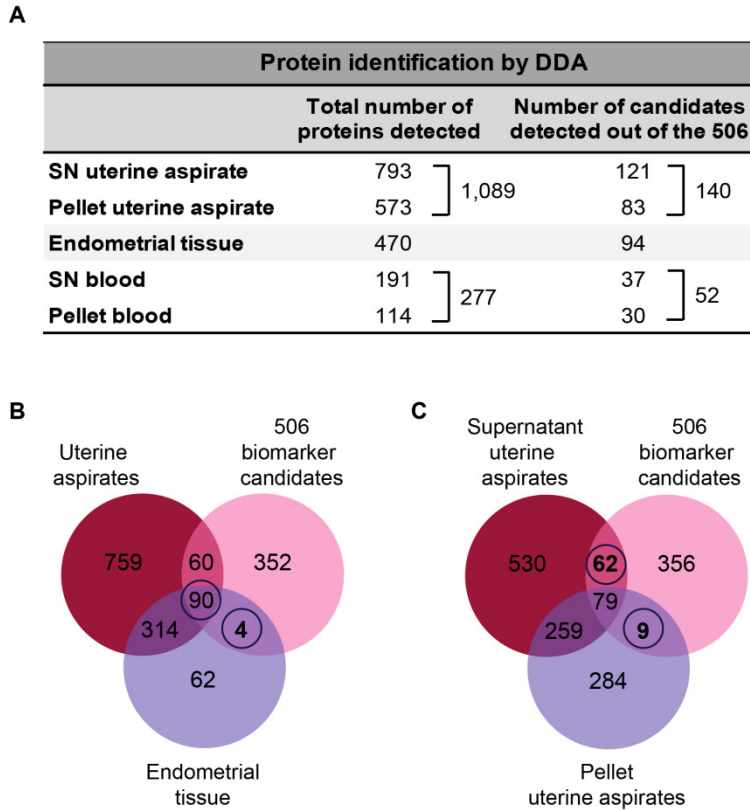 A
Protein identification by DDA
Total number of
proteins detected
Number of candidates
detected out of the 506
SN uterine aspirate 793 121
1,089 140
Pellet uterine aspirate 573 83
Endometrial tissue 470 94
SN blood 191 37
277 52
Pellet blood 114 30
B
Uterine
aspirates
506
biomarker
candidates
759 60 352
90
314 4
62
Endometrial
tissue
C
Supernatant
uterine
aspirates
506
biomarker
candidates
530 62 356
79
259 9
284
Pellet
uterine aspirates